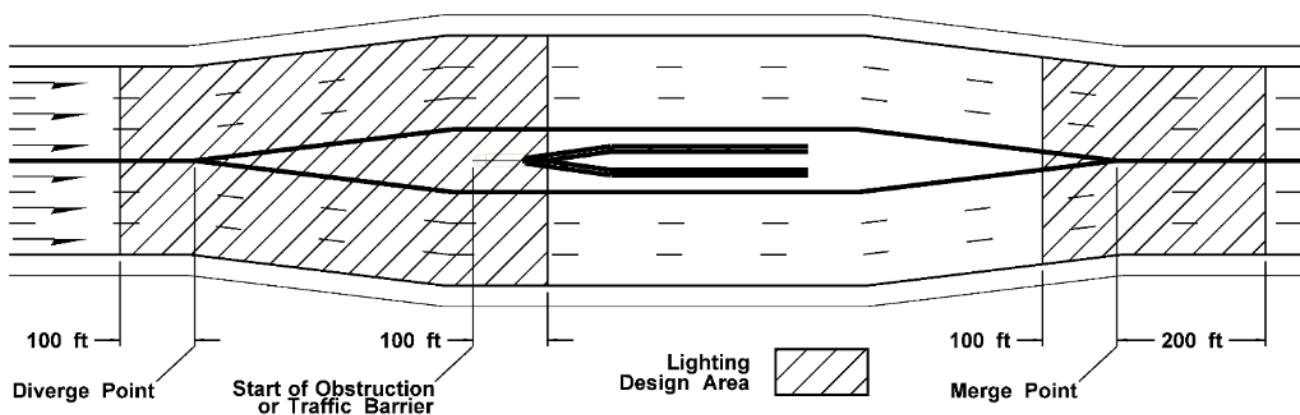 100 ft
100 ft
100 ft
200 ft
Diverge Point
Start of Obstruction
or Traffic Barrier
Lighting
Design Area
Merge Point